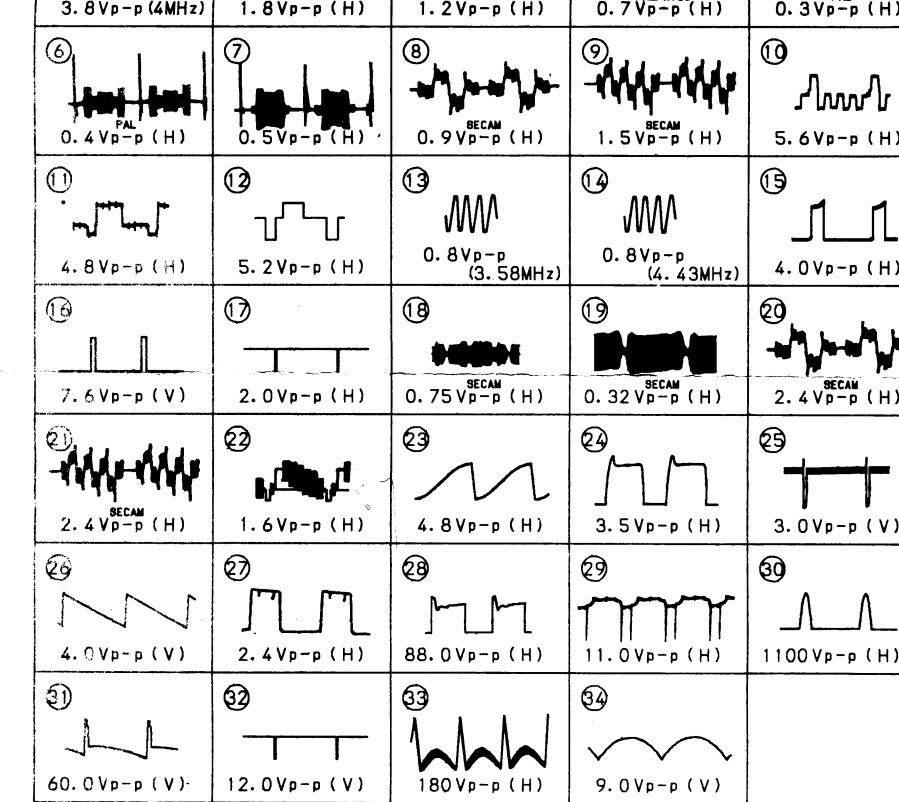 3.8Vp-p (4MHz)
1.8Vp-p (H)
1.2Vp-p (H)
0.7Vp-p (H)
0.3Vp-p (H)
6
PAL
0.4Vp-p (H)
7
0.5Vp-p (H)
8
SECAM
0.9Vp-p (H)
9
SECAM
1.5Vp-p (H)
10
5.6Vp-p (H)
11
4.8Vp-p (H)
12
5.2Vp-p (H)
13
0.8Vp-p
(3.58MHz)
14
0.8Vp-p
(4.43MHz)
15
4.0Vp-p (H)
16
7.6Vp-p (V)
17
2.0Vp-p (H)
18
SECAM
0.75Vp-p (H)
19
SECAM
0.32Vp-p (H)
20
SECAM
2.4Vp-p (H)
21
SECAM
2.4Vp-p (H)
22
1.6Vp-p (H)
23
4.8Vp-p (H)
24
3.5Vp-p (H)
25
3.0Vp-p (V)
26
4.0Vp-p (V)
27
2.4Vp-p (H)
28
88.0Vp-p (H)
29
11.0Vp-p (H)
30
1100Vp-p (H)
31
60.0Vp-p (V)
32
12.0Vp-p (V)
33
180Vp-p (H)
34
9.0Vp-p (V)